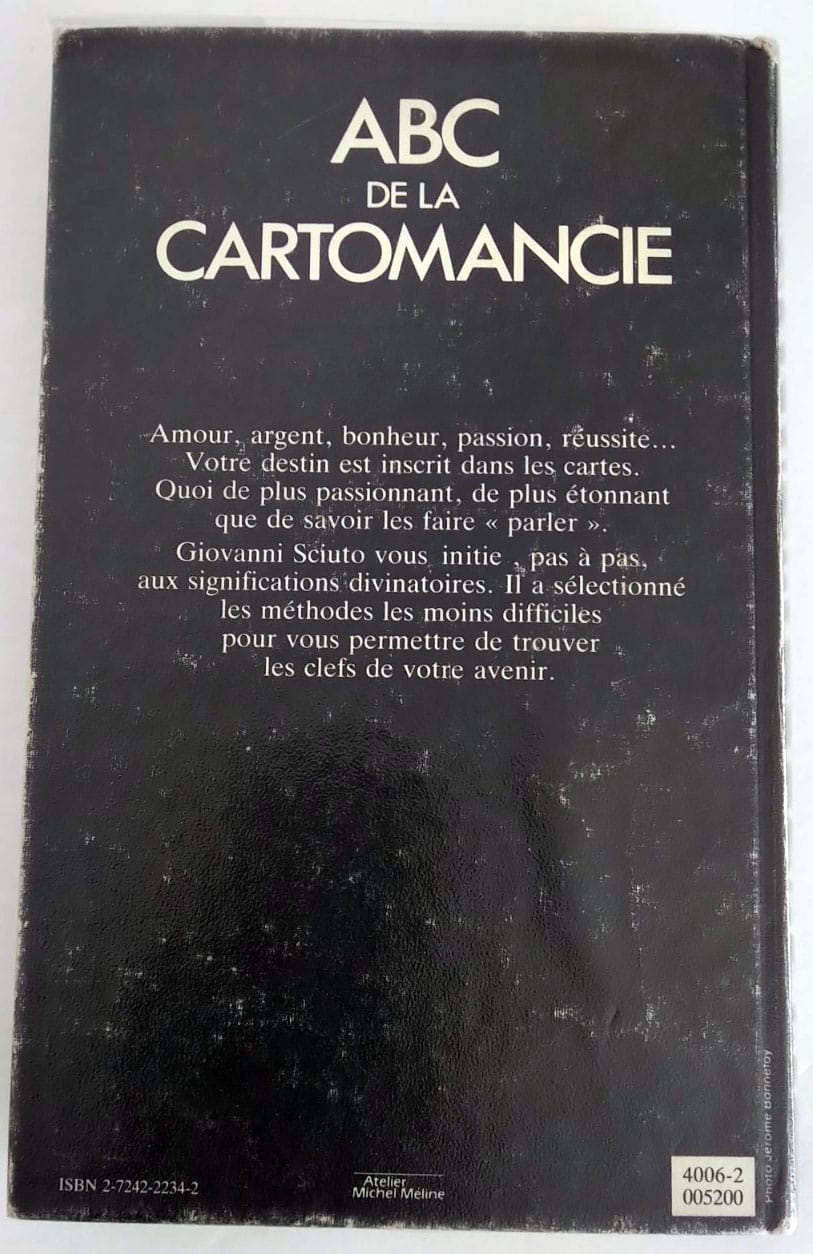 ABC
DE LA
CARTOMANCIE
Amour, argent, bonheur, passion, réussite...
Votre destin est inscrit dans les cartes.
Quoi de plus passionnant, de plus étonnant
que de savoir les faire « parler ».
Giovanni Sciuto vous initie , pas à pas,
aux significations divinatoires. Il a sélectionné
les méthodes les moins difficiles
pour vous permettre de trouver
les clefs de votre avenir.
ISBN 2-7242-2234-2
Atelier
Michel Méline
4006-2
005200
Photo Jérôme Bonnefoy